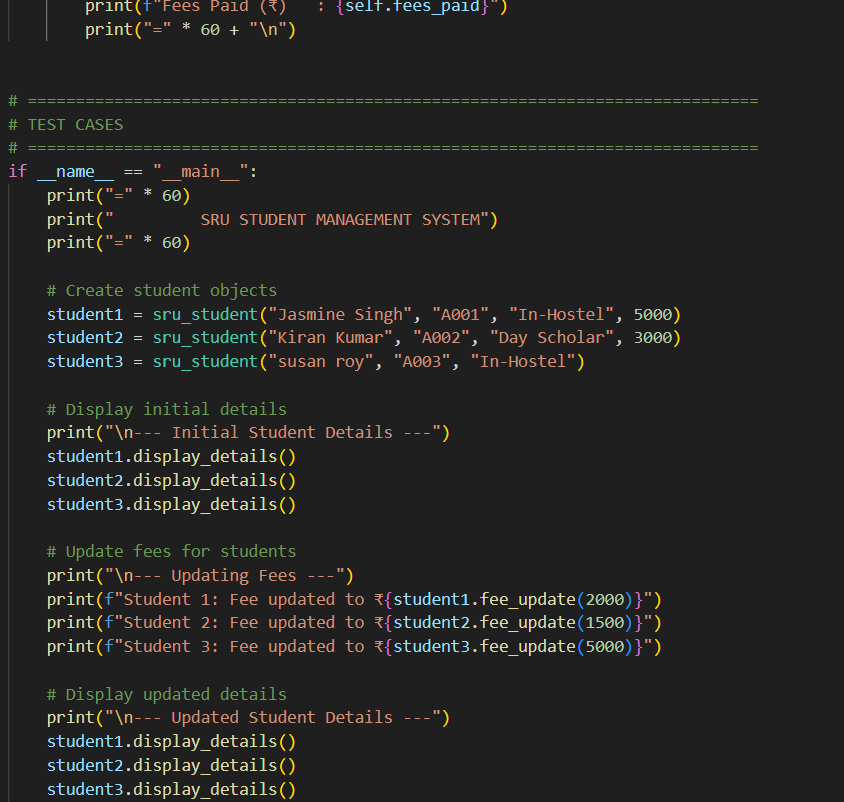 print(f"Fees Paid (₹)   : {self.fees_paid}")
print("=" * 60 + "\n")
# ============================================================================
# TEST CASES
# ============================================================================
if __name__ == "__main__":
    print("=" * 60)
    print("         SRU STUDENT MANAGEMENT SYSTEM")
    print("=" * 60)
    # Create student objects
    student1 = sru_student("Jasmine Singh", "A001", "In-Hostel", 5000)
    student2 = sru_student("Kiran Kumar", "A002", "Day Scholar", 3000)
    student3 = sru_student("susan roy", "A003", "In-Hostel")
    # Display initial details
    print("\n--- Initial Student Details ---")
    student1.display_details()
    student2.display_details()
    student3.display_details()
    # Update fees for students
    print("\n--- Updating Fees ---")
    print(f"Student 1: Fee updated to ₹{student1.fee_update(2000)}")
    print(f"Student 2: Fee updated to ₹{student2.fee_update(1500)}")
    print(f"Student 3: Fee updated to ₹{student3.fee_update(5000)}")
    # Display updated details
    print("\n--- Updated Student Details ---")
    student1.display_details()
    student2.display_details()
    student3.display_details()